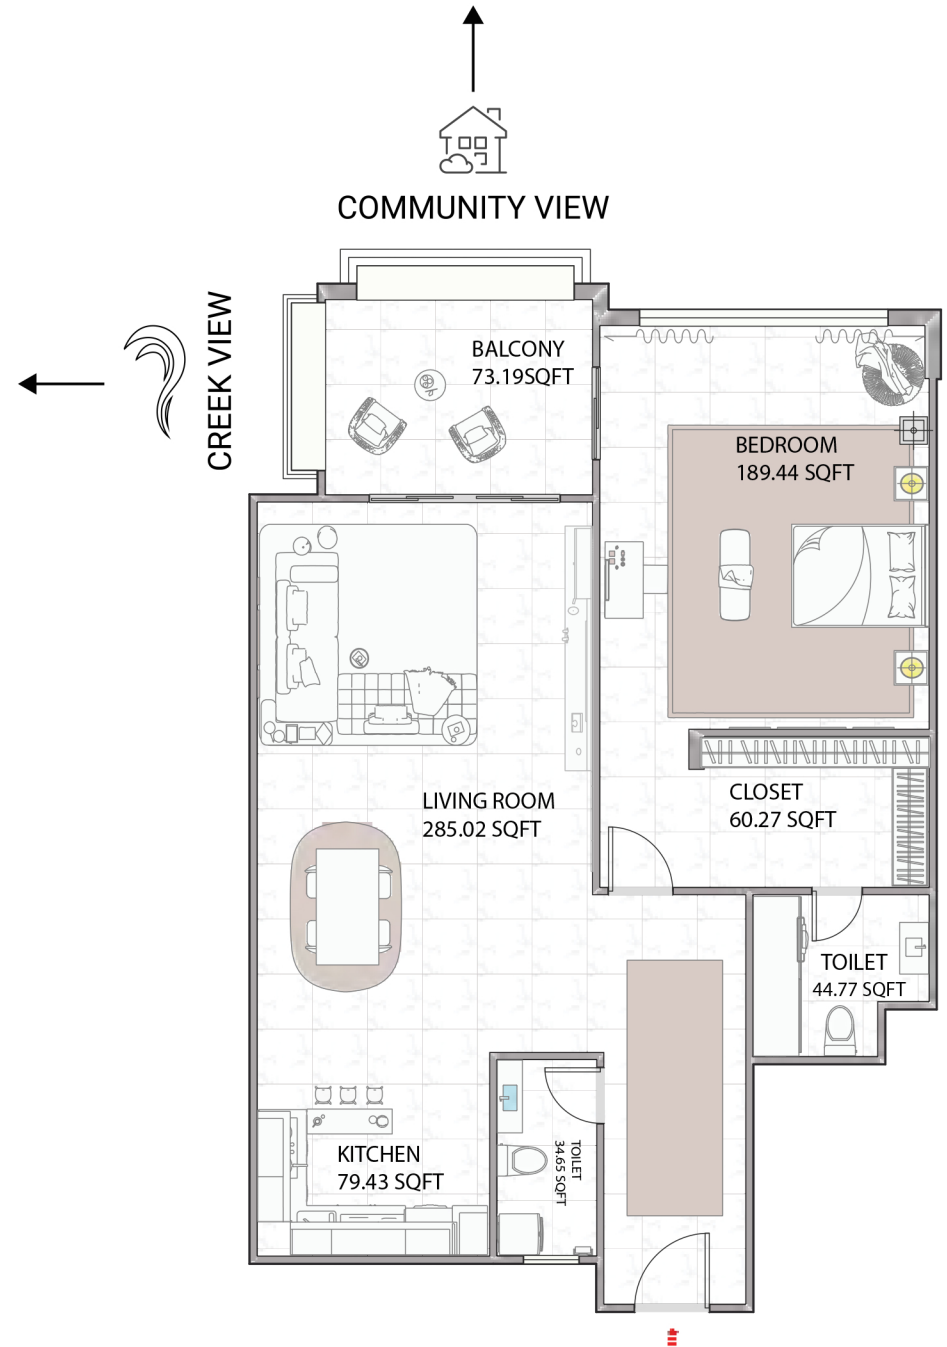 COMMUNITY VIEW
CREEK VIEW
BALCONY
73.19SQFT
BEDROOM
189.44 SQFT
CLOSET
60.27 SQFT
LIVING ROOM
285.02 SQFT
TOILET
44.77 SQFT
KITCHEN
79.43 SQFT
TOILET
34.65 SQFT